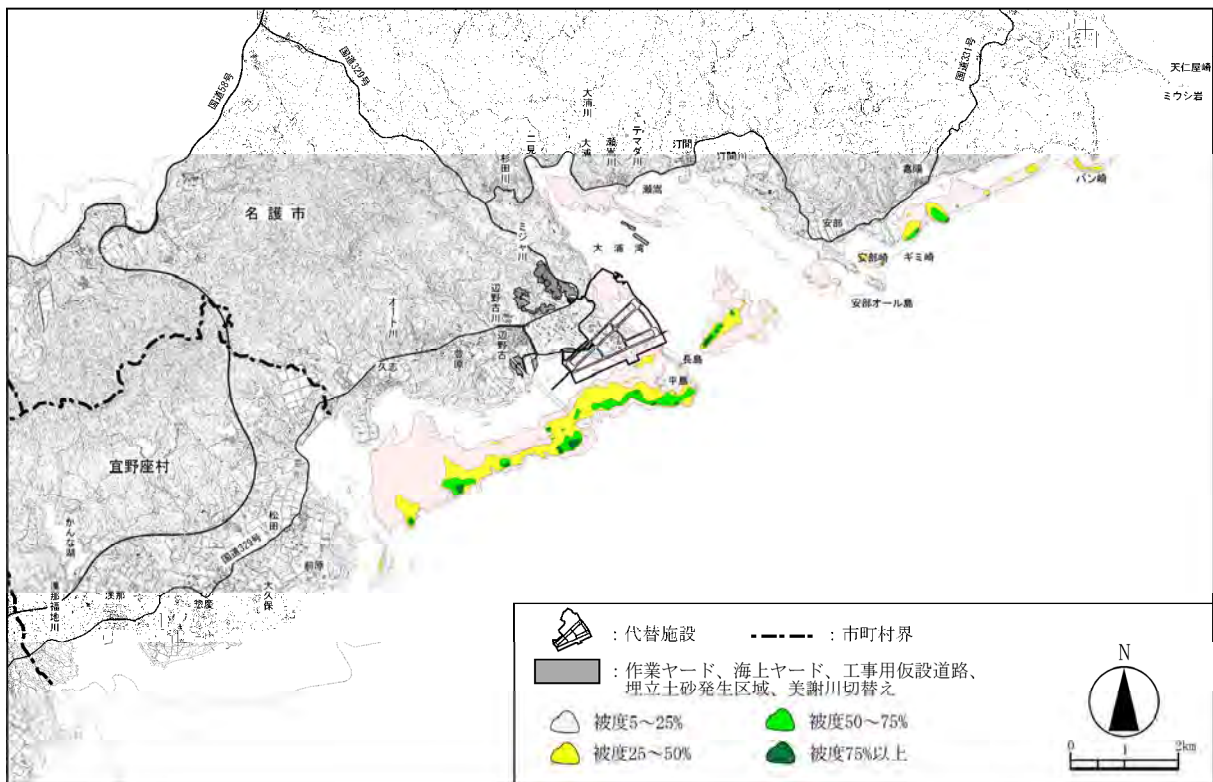 国道58号
国道329号
国道331号
天仁屋崎
ミウシ岩
大浦川
二見
杉田川
大浦
瀬嵩川
テマダ川
汀間
汀間川
瀬嵩
嘉陽
バン崎
名護市
ミジャ川
大浦湾
安部
安部崎
ギミ崎
安部オール島
オート川
辺野古川
辺野古
豊原
久志
長島
平島
宜野座村
かんな湖
松田
国道329号
前原
大久保
惣慶
漢那
漢那福地川
：代替施設
：市町村界
：作業ヤード、海上ヤード、工事用仮設道路、
埋立土砂発生区域、美謝川切替え
被度5～25%
被度50～75%
被度25～50%
被度75%以上
N
0 1 2km